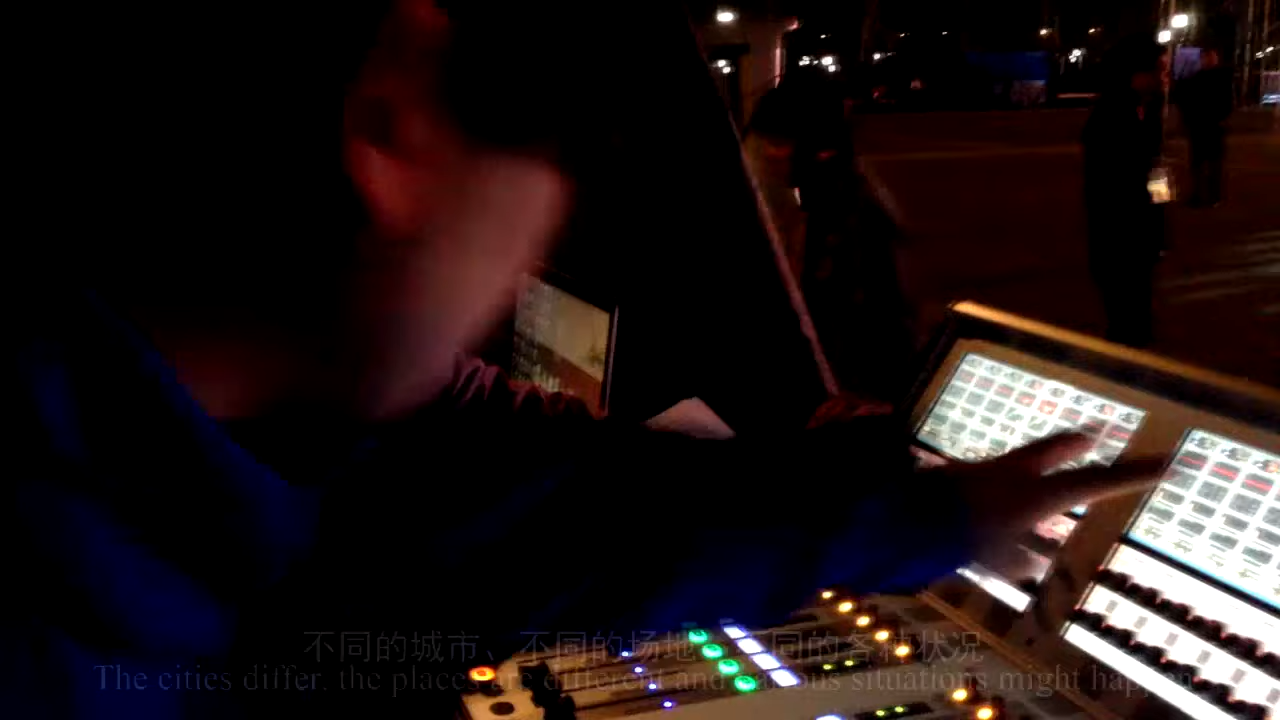 不同的城市、不同的场地、不同的各种状况
The cities differ, the places are different and various situations might happen